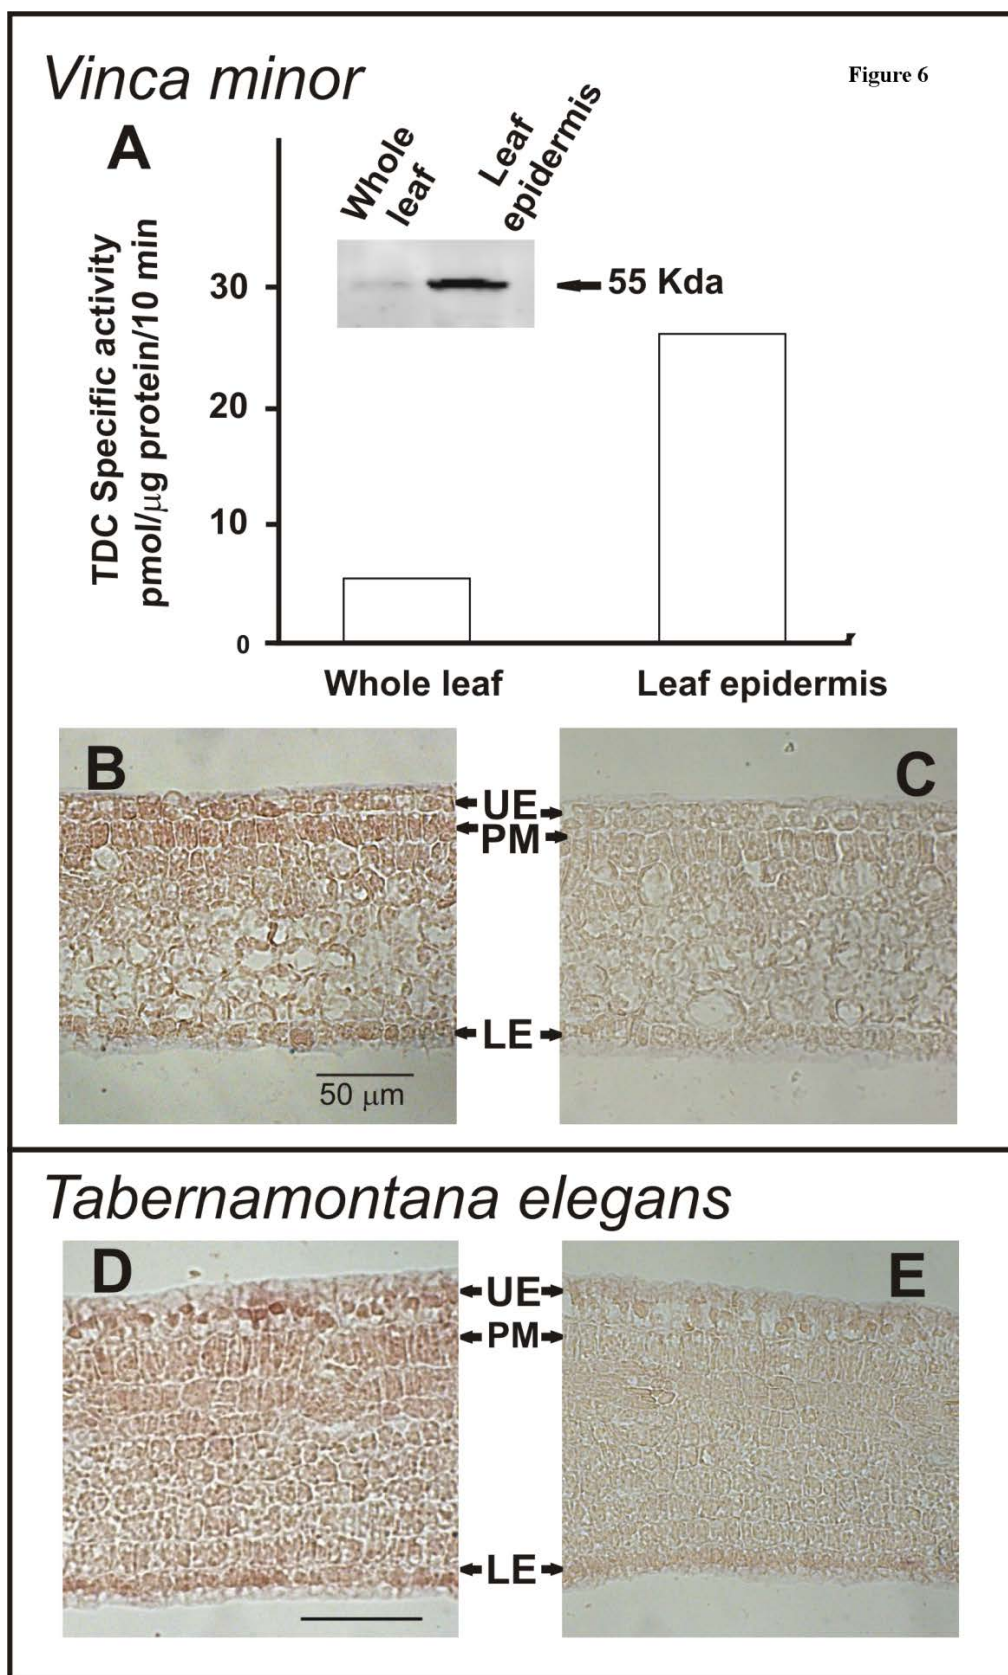 Vinca minor
Figure 6
A
Whole
leaf
Leaf
epidermis
TDC Specific activity
pmol/μg protein/10 min
30
20
10
0
55 Kda
Whole leaf
Leaf epidermis
B
C
UE
PM
LE
50 μm
Tabernamontana elegans
D
E
UE
PM
LE